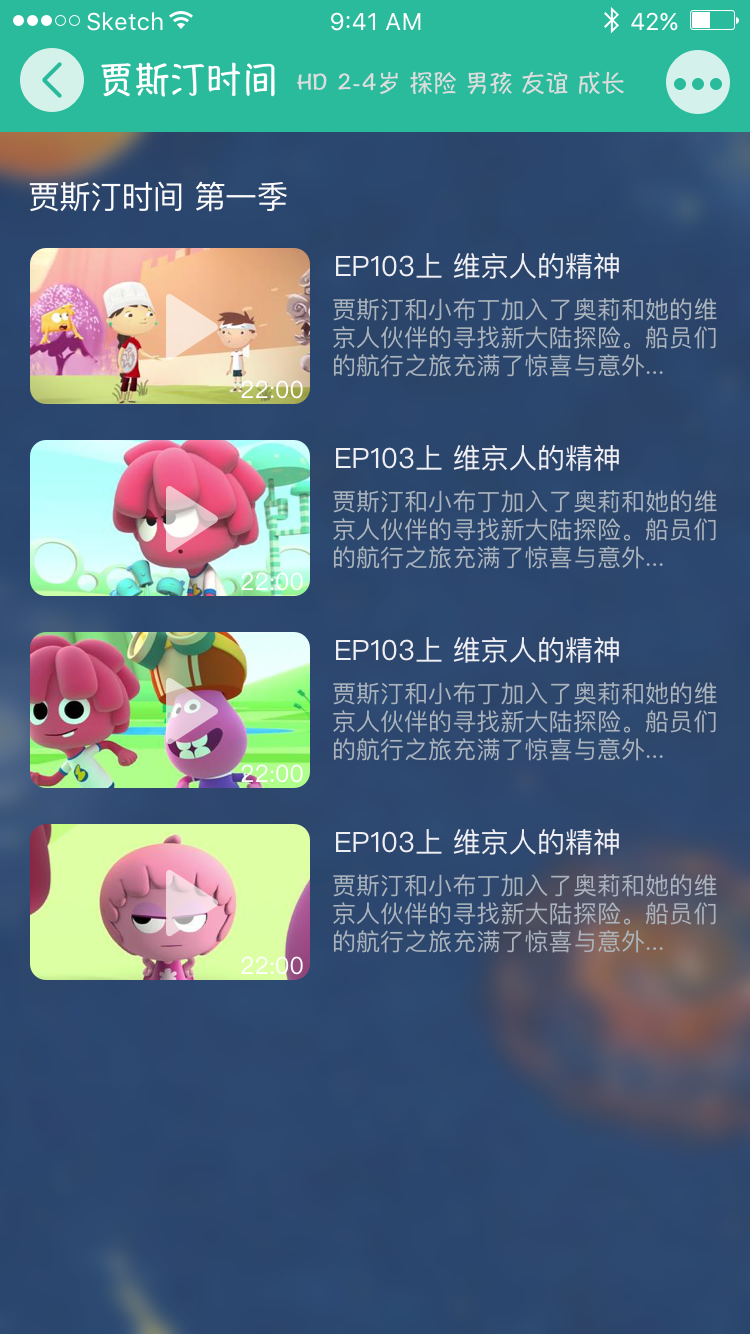 Sketch 9:41 AM 42%
贾斯汀时间 HD 2-4岁 探险 男孩 友谊 成长
贾斯汀时间 第一季
EP103上 维京人的精神
贾斯汀和小布丁加入了奥莉和她的维
京人伙伴的寻找新大陆探险。船员们
的航行之旅充满了惊喜与意外...
22:00
EP103上 维京人的精神
贾斯汀和小布丁加入了奥莉和她的维
京人伙伴的寻找新大陆探险。船员们
的航行之旅充满了惊喜与意外...
22:00
EP103上 维京人的精神
贾斯汀和小布丁加入了奥莉和她的维
京人伙伴的寻找新大陆探险。船员们
的航行之旅充满了惊喜与意外...
22:00
EP103上 维京人的精神
贾斯汀和小布丁加入了奥莉和她的维
京人伙伴的寻找新大陆探险。船员们
的航行之旅充满了惊喜与意外...
22:00